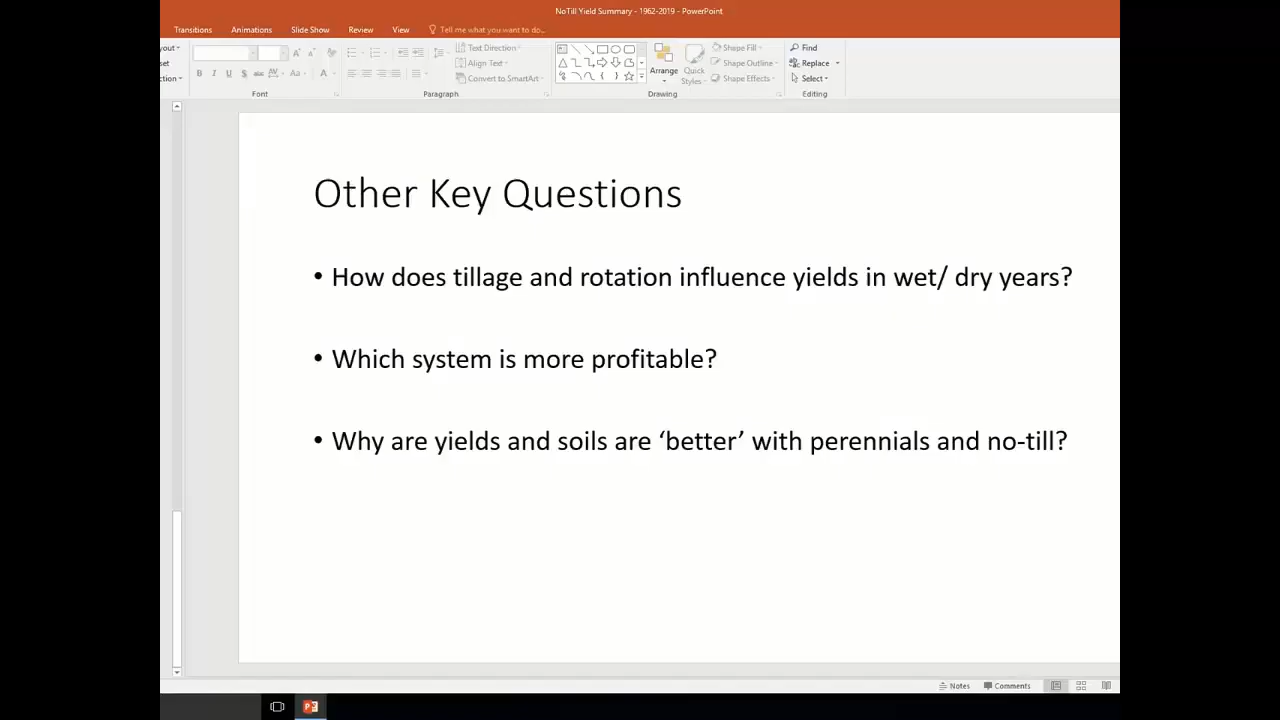 NoTill Yield Summary - 1962-2019 - PowerPoint
Transitions Animations Slide Show Review View Tell me what you want to do...
Text Direction Shape Fill Find
Align Text Arrange Quick Shape Outline Replace
B I U S abc AV Aa A Convert to SmartArt Styles Shape Effects Select
Font Paragraph Drawing Editing
Other Key Questions
• How does tillage and rotation influence yields in wet/ dry years?
• Which system is more profitable?
• Why are yields and soils are ‘better’ with perennials and no-till?
Notes Comments